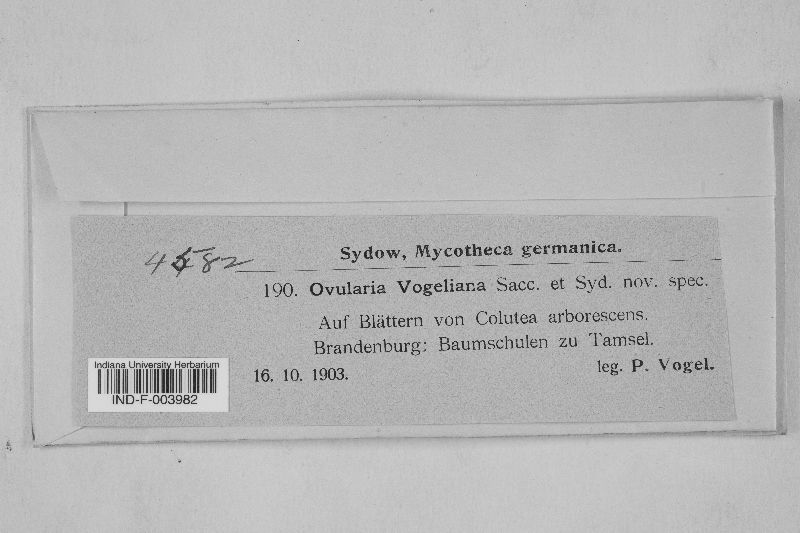 Sydow, Mycotheca germanica.
4582
190. Ovularia Vogeliana Sacc. et Syd. nov. spec.
Auf Blättern von Colutea arborescens.
Brandenburg: Baumschulen zu Tamsel.
16. 10. 1903. leg. P. Vogel.
Indiana University Herbarium
IND-F-003982